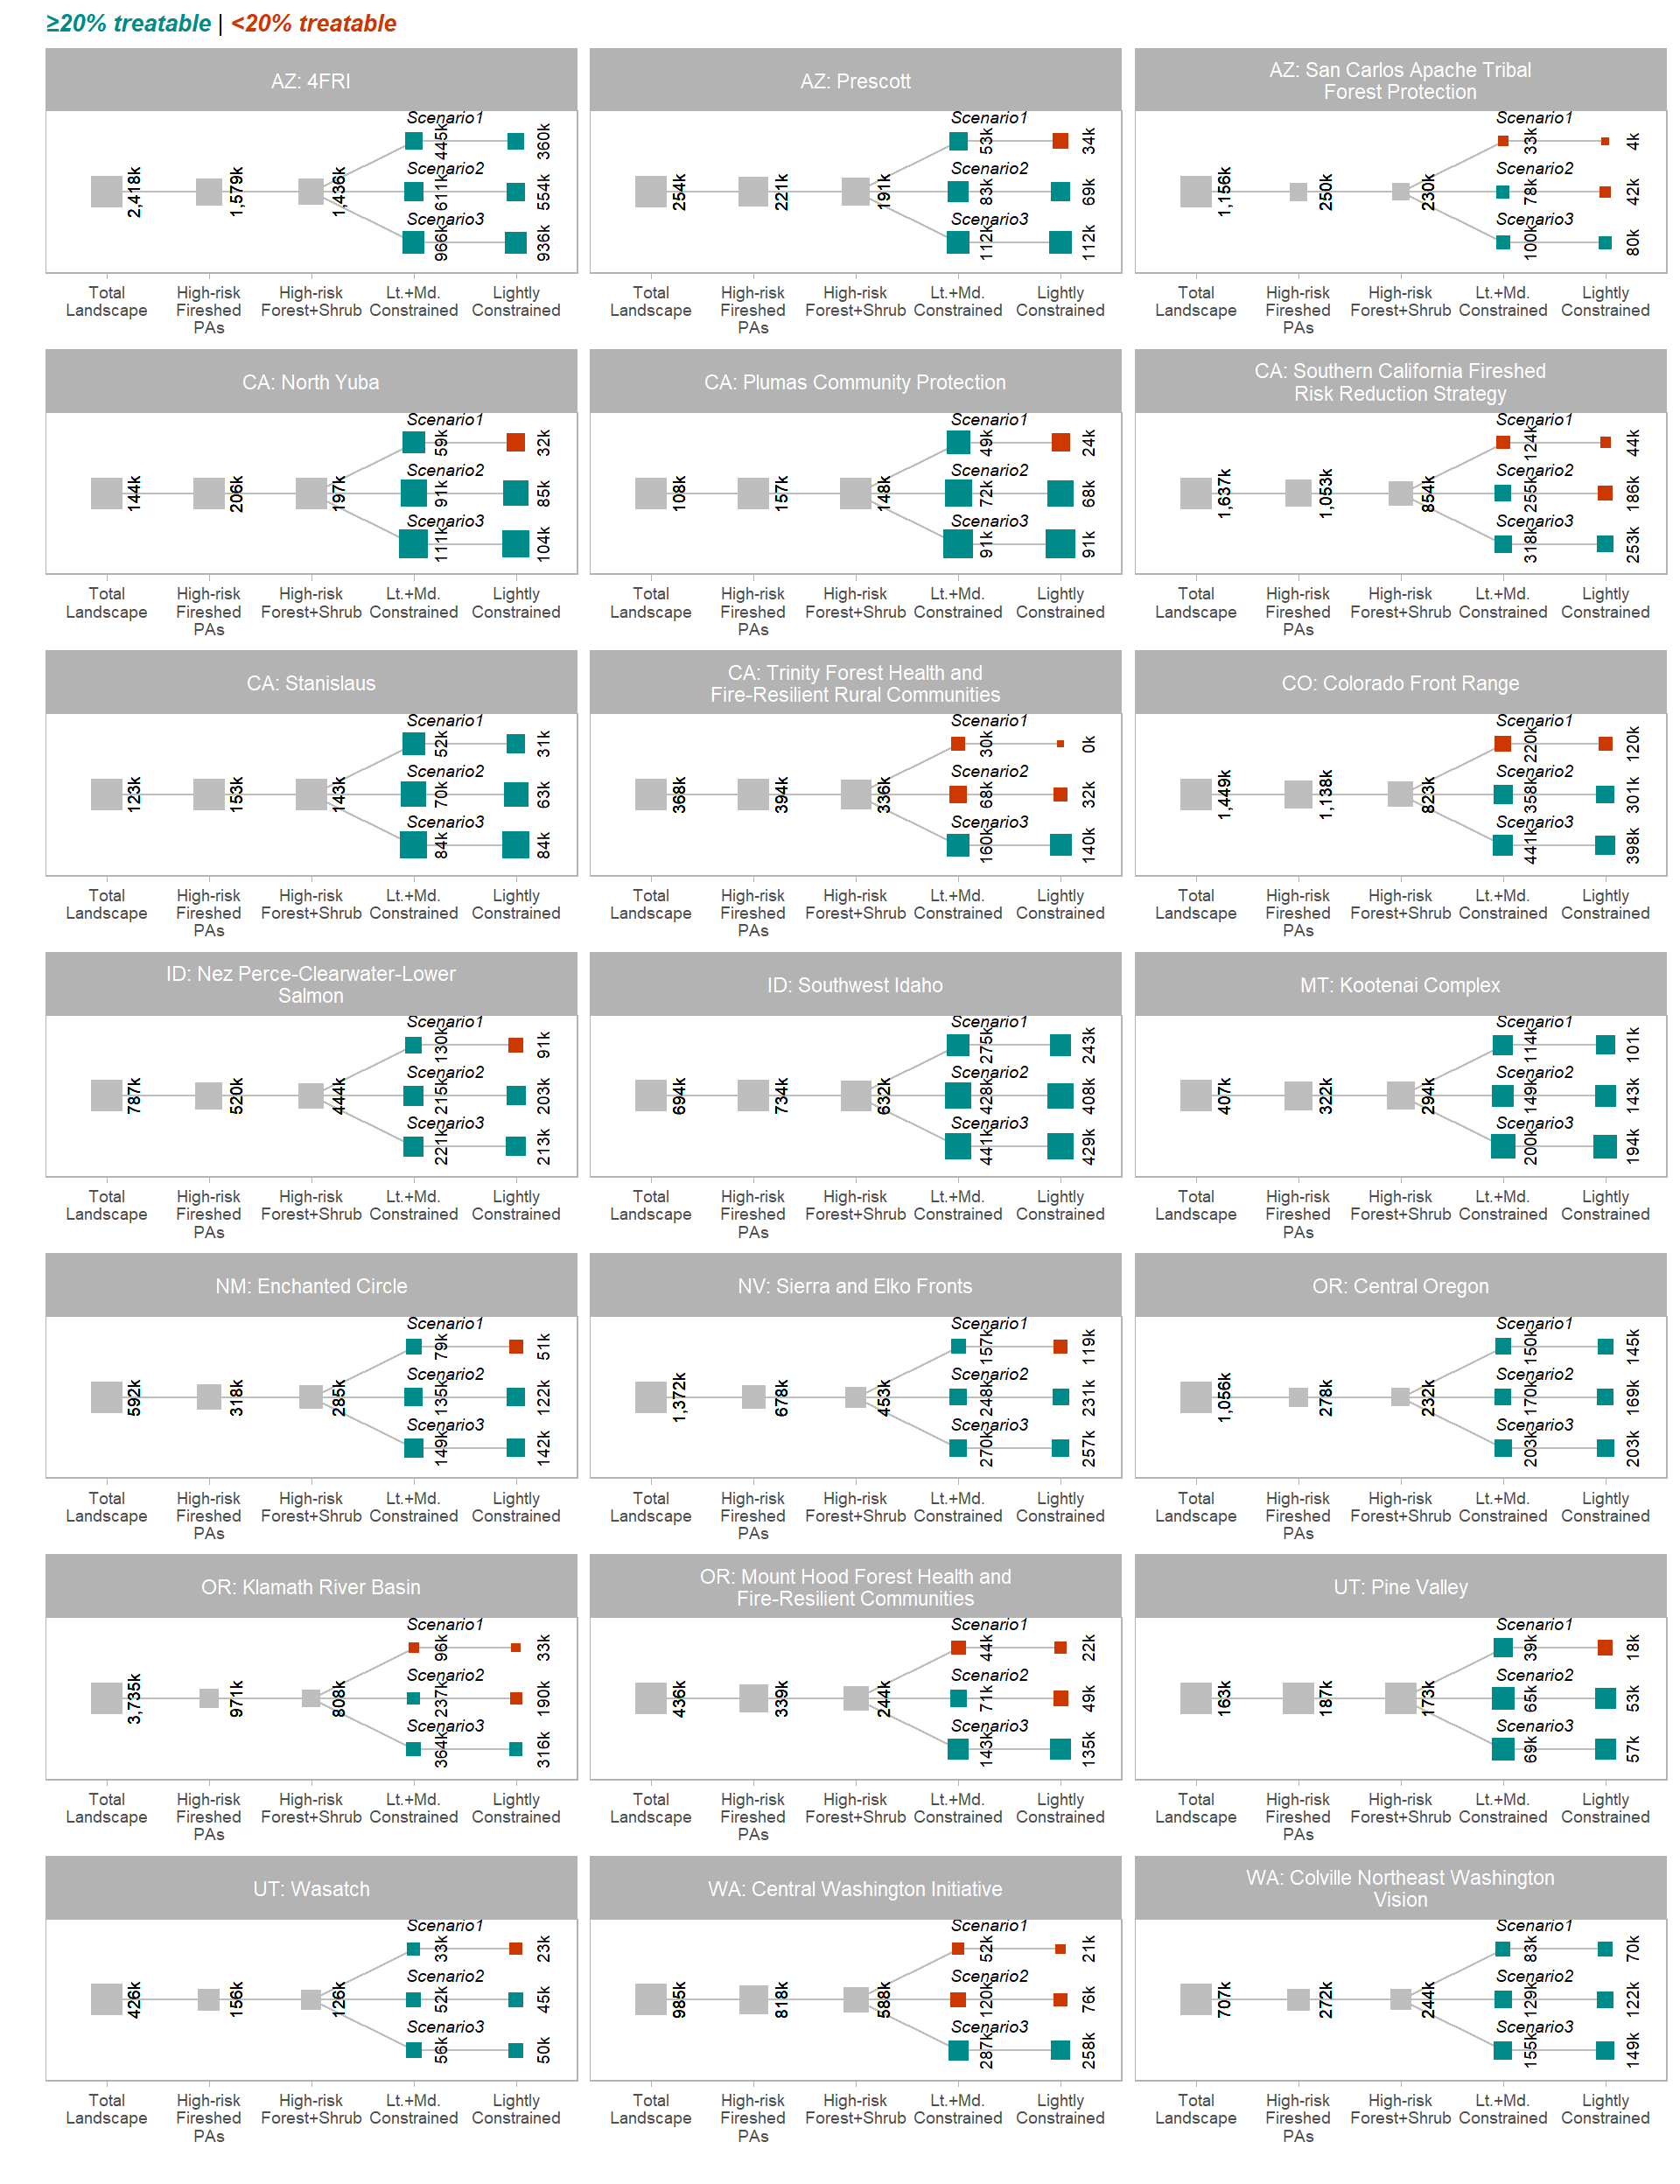 ≥20% treatable | <20% treatable
AZ: 4FRI
Scenario1
445k
360k
Scenario2
2,418k
1,579k
1,436k
611k
554k
Scenario3
966k
936k
Total High-risk High-risk Lt.+Md. Lightly
Landscape Fireshed Forest+Shrub Constrained Constrained
PAs
AZ: Prescott
Scenario1
53k
34k
Scenario2
254k
221k
191k
83k
69k
Scenario3
112k
112k
Total High-risk High-risk Lt.+Md. Lightly
Landscape Fireshed Forest+Shrub Constrained Constrained
PAs
AZ: San Carlos Apache Tribal
Forest Protection
Scenario1
33k
4k
Scenario2
1,156k
250k
230k
78k
42k
Scenario3
100k
80k
Total High-risk High-risk Lt.+Md. Lightly
Landscape Fireshed Forest+Shrub Constrained Constrained
PAs
CA: North Yuba
Scenario1
59k
32k
Scenario2
144k
206k
197k
91k
85k
Scenario3
111k
104k
Total High-risk High-risk Lt.+Md. Lightly
Landscape Fireshed Forest+Shrub Constrained Constrained
PAs
CA: Plumas Community Protection
Scenario1
49k
24k
Scenario2
108k
157k
148k
72k
68k
Scenario3
91k
91k
Total High-risk High-risk Lt.+Md. Lightly
Landscape Fireshed Forest+Shrub Constrained Constrained
PAs
CA: Southern California Fireshed
Risk Reduction Strategy
Scenario1
124k
44k
Scenario2
1,637k
1,053k
854k
255k
186k
Scenario3
318k
253k
Total High-risk High-risk Lt.+Md. Lightly
Landscape Fireshed Forest+Shrub Constrained Constrained
PAs
CA: Stanislaus
Scenario1
52k
31k
Scenario2
123k
153k
143k
70k
63k
Scenario3
84k
84k
Total High-risk High-risk Lt.+Md. Lightly
Landscape Fireshed Forest+Shrub Constrained Constrained
PAs
CA: Trinity Forest Health and
Fire-Resilient Rural Communities
Scenario1
30k
0k
Scenario2
368k
394k
336k
68k
32k
Scenario3
160k
140k
Total High-risk High-risk Lt.+Md. Lightly
Landscape Fireshed Forest+Shrub Constrained Constrained
PAs
CO: Colorado Front Range
Scenario1
220k
120k
Scenario2
1,449k
1,138k
823k
358k
301k
Scenario3
441k
398k
Total High-risk High-risk Lt.+Md. Lightly
Landscape Fireshed Forest+Shrub Constrained Constrained
PAs
ID: Nez Perce-Clearwater-Lower
Salmon
Scenario1
130k
91k
Scenario2
787k
520k
444k
215k
203k
Scenario3
221k
213k
Total High-risk High-risk Lt.+Md. Lightly
Landscape Fireshed Forest+Shrub Constrained Constrained
PAs
ID: Southwest Idaho
Scenario1
275k
243k
Scenario2
694k
734k
632k
428k
408k
Scenario3
441k
429k
Total High-risk High-risk Lt.+Md. Lightly
Landscape Fireshed Forest+Shrub Constrained Constrained
PAs
MT: Kootenai Complex
Scenario1
114k
101k
Scenario2
407k
322k
294k
149k
143k
Scenario3
200k
194k
Total High-risk High-risk Lt.+Md. Lightly
Landscape Fireshed Forest+Shrub Constrained Constrained
PAs
NM: Enchanted Circle
Scenario1
79k
51k
Scenario2
592k
318k
285k
135k
122k
Scenario3
149k
142k
Total High-risk High-risk Lt.+Md. Lightly
Landscape Fireshed Forest+Shrub Constrained Constrained
PAs
NV: Sierra and Elko Fronts
Scenario1
157k
119k
Scenario2
1,372k
678k
453k
248k
231k
Scenario3
270k
257k
Total High-risk High-risk Lt.+Md. Lightly
Landscape Fireshed Forest+Shrub Constrained Constrained
PAs
OR: Central Oregon
Scenario1
150k
145k
Scenario2
1,056k
278k
232k
170k
169k
Scenario3
203k
203k
Total High-risk High-risk Lt.+Md. Lightly
Landscape Fireshed Forest+Shrub Constrained Constrained
PAs
OR: Klamath River Basin
Scenario1
96k
33k
Scenario2
3,735k
971k
808k
237k
190k
Scenario3
364k
316k
Total High-risk High-risk Lt.+Md. Lightly
Landscape Fireshed Forest+Shrub Constrained Constrained
PAs
OR: Mount Hood Forest Health and
Fire-Resilient Communities
Scenario1
44k
22k
Scenario2
436k
339k
244k
71k
49k
Scenario3
143k
135k
Total High-risk High-risk Lt.+Md. Lightly
Landscape Fireshed Forest+Shrub Constrained Constrained
PAs
UT: Pine Valley
Scenario1
39k
18k
Scenario2
163k
187k
173k
65k
53k
Scenario3
69k
57k
Total High-risk High-risk Lt.+Md. Lightly
Landscape Fireshed Forest+Shrub Constrained Constrained
PAs
UT: Wasatch
Scenario1
33k
23k
Scenario2
426k
156k
126k
52k
45k
Scenario3
56k
50k
Total High-risk High-risk Lt.+Md. Lightly
Landscape Fireshed Forest+Shrub Constrained Constrained
PAs
WA: Central Washington Initiative
Scenario1
52k
21k
Scenario2
985k
818k
588k
120k
76k
Scenario3
287k
258k
Total High-risk High-risk Lt.+Md. Lightly
Landscape Fireshed Forest+Shrub Constrained Constrained
PAs
WA: Colville Northeast Washington
Vision
Scenario1
83k
70k
Scenario2
707k
272k
244k
129k
122k
Scenario3
155k
149k
Total High-risk High-risk Lt.+Md. Lightly
Landscape Fireshed Forest+Shrub Constrained Constrained
PAs